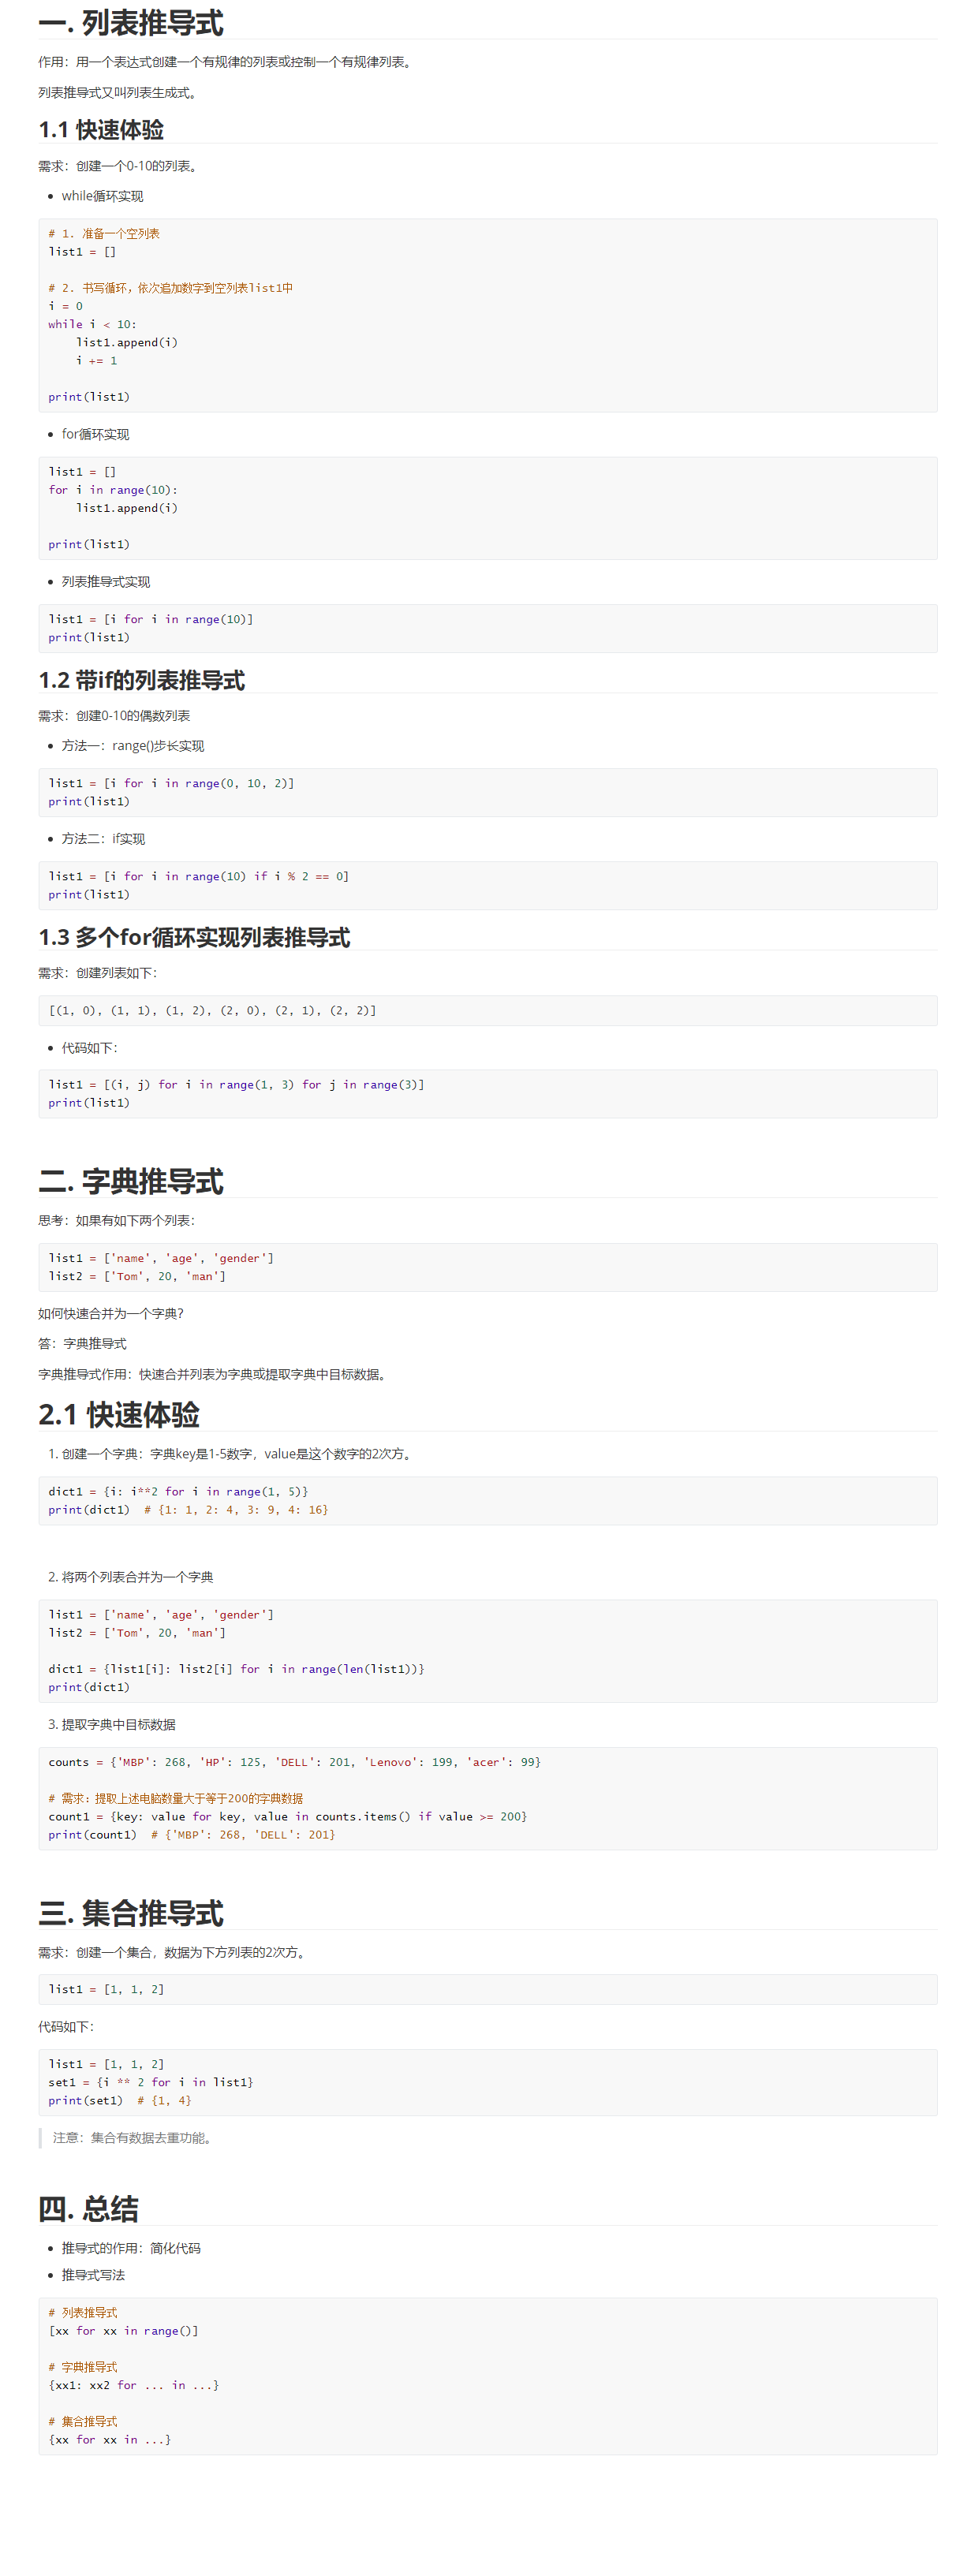 一. 列表推导式
作用：用一个表达式创建一个有规律的列表或控制一个有规律列表。
列表推导式又叫列表生成式。
1.1 快速体验
需求：创建一个0-10的列表。
while循环实现
# 1. 准备一个空列表
list1 = []
# 2. 书写循环，依次追加数字到空列表list1中
i = 0
while i < 10:
    list1.append(i)
    i += 1
print(list1)
for循环实现
list1 = []
for i in range(10):
    list1.append(i)
print(list1)
列表推导式实现
list1 = [i for i in range(10)]
print(list1)
1.2 带if的列表推导式
需求：创建0-10的偶数列表
方法一：range()步长实现
list1 = [i for i in range(0, 10, 2)]
print(list1)
方法二：if实现
list1 = [i for i in range(10) if i % 2 == 0]
print(list1)
1.3 多个for循环实现列表推导式
需求：创建列表如下：
[(1, 0), (1, 1), (1, 2), (2, 0), (2, 1), (2, 2)]
代码如下：
list1 = [(i, j) for i in range(1, 3) for j in range(3)]
print(list1)
二. 字典推导式
思考：如果有如下两个列表：
list1 = ['name', 'age', 'gender']
list2 = ['Tom', 20, 'man']
如何快速合并为一个字典？
答：字典推导式
字典推导式作用：快速合并列表为字典或提取字典中目标数据。
2.1 快速体验
1. 创建一个字典：字典key是1-5数字，value是这个数字的2次方。
dict1 = {i: i**2 for i in range(1, 5)}
print(dict1)  # {1: 1, 2: 4, 3: 9, 4: 16}
2. 将两个列表合并为一个字典
list1 = ['name', 'age', 'gender']
list2 = ['Tom', 20, 'man']
dict1 = {list1[i]: list2[i] for i in range(len(list1))}
print(dict1)
3. 提取字典中目标数据
counts = {'MBP': 268, 'HP': 125, 'DELL': 201, 'Lenovo': 199, 'acer': 99}
# 需求：提取上述电脑数量大于等于200的字典数据
count1 = {key: value for key, value in counts.items() if value >= 200}
print(count1)  # {'MBP': 268, 'DELL': 201}
三. 集合推导式
需求：创建一个集合，数据为下方列表的2次方。
list1 = [1, 1, 2]
代码如下：
list1 = [1, 1, 2]
set1 = {i ** 2 for i in list1}
print(set1)  # {1, 4}
注意：集合有数据去重功能。
四. 总结
推导式的作用：简化代码
推导式写法
# 列表推导式
[xx for xx in range()]
# 字典推导式
{xx1: xx2 for ... in ...}
# 集合推导式
{xx for xx in ...}